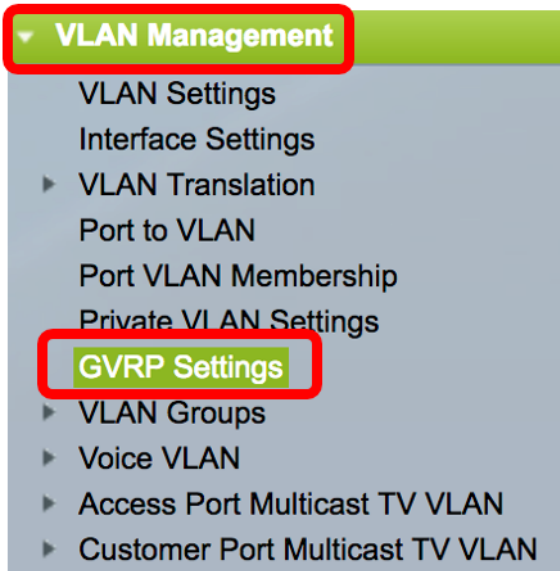 VLAN Management
VLAN Settings
Interface Settings
VLAN Translation
Port to VLAN
Port VLAN Membership
Private VLAN Settings
GVRP Settings
VLAN Groups
Voice VLAN
Access Port Multicast TV VLAN
Customer Port Multicast TV VLAN